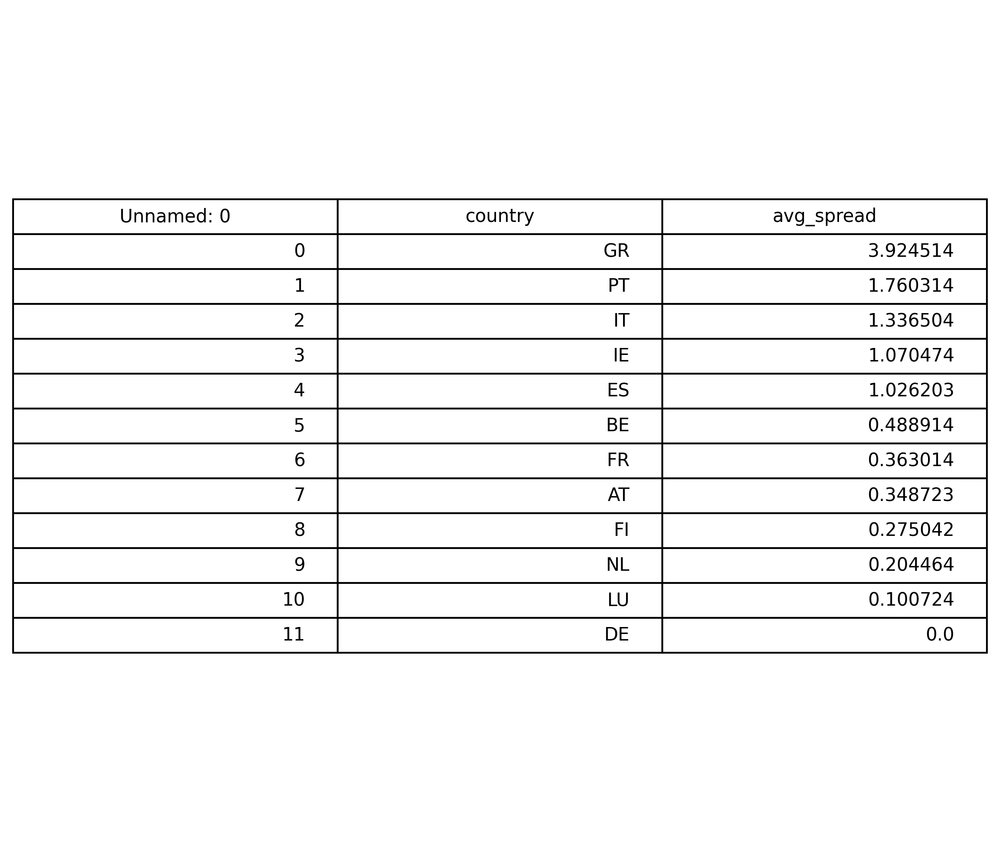 Unnamed: 0 country avg_spread
0 GR 3.924514
1 PT 1.760314
2 IT 1.336504
3 IE 1.070474
4 ES 1.026203
5 BE 0.488914
6 FR 0.363014
7 AT 0.348723
8 FI 0.275042
9 NL 0.204464
10 LU 0.100724
11 DE 0.0